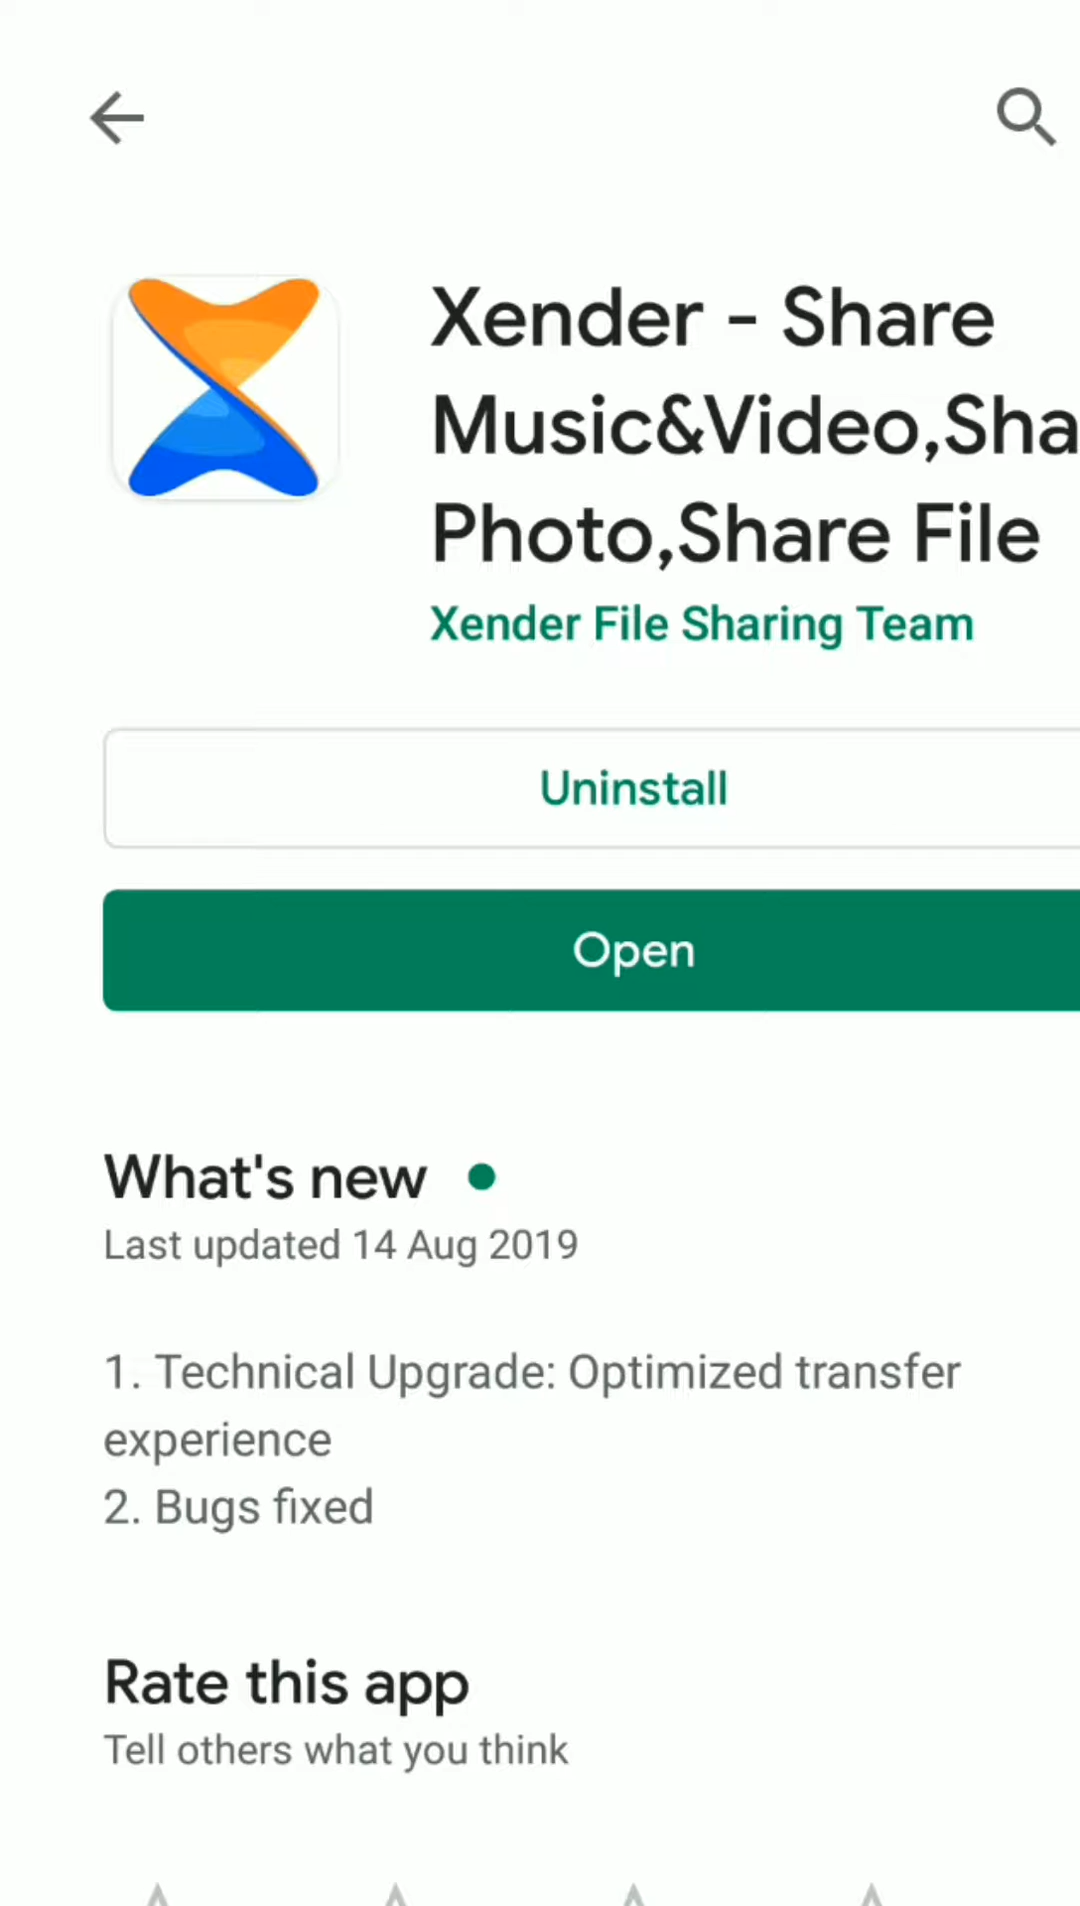 Xender - Share
Music&Video,Sha
Photo,Share File
Xender File Sharing Team
Uninstall
Open
What's new
Last updated 14 Aug 2019
1. Technical Upgrade: Optimized transfer
experience
2. Bugs fixed
Rate this app
Tell others what you think